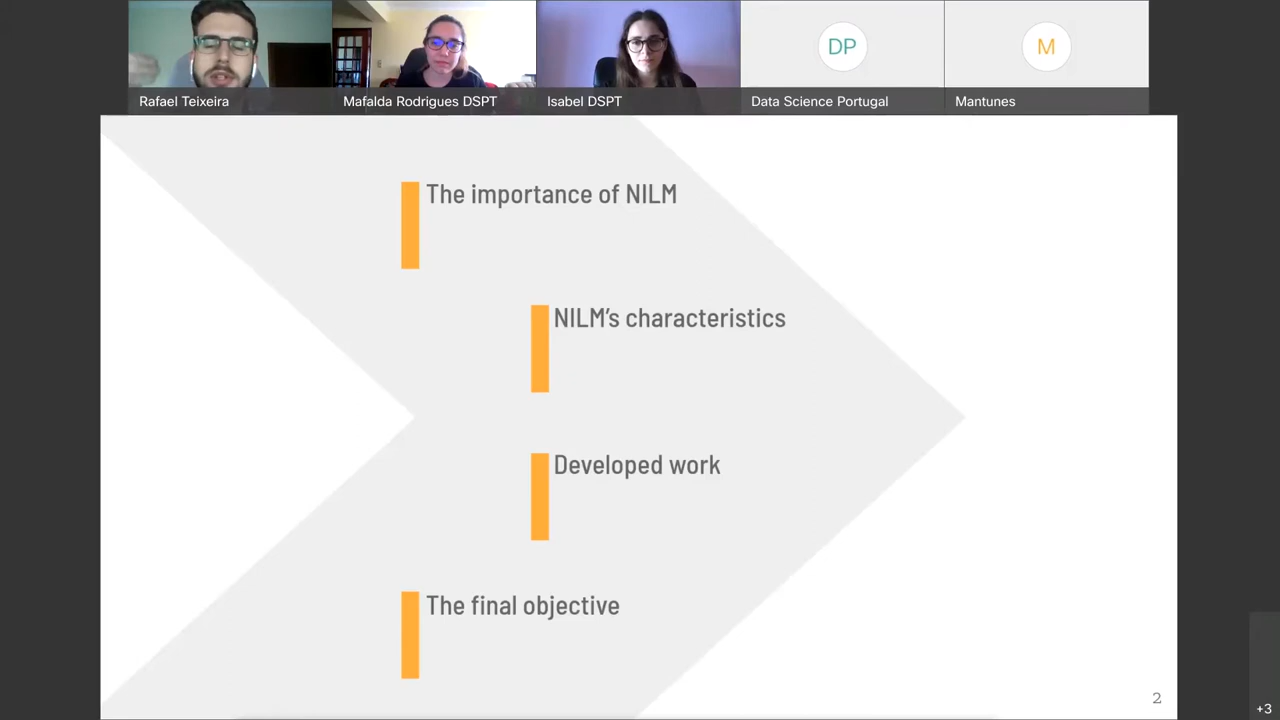 Rafael Teixeira
Mafalda Rodrigues DSPT
Isabel DSPT
DP
Data Science Portugal
M
Mantunes
The importance of NILM
NILM’s characteristics
Developed work
The final objective
2
+3